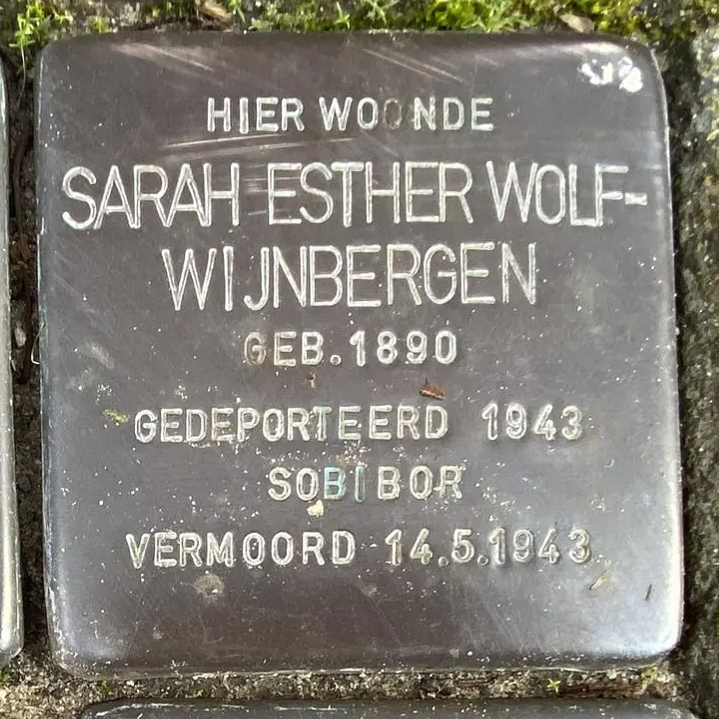 HIER WOONDE
SARAH ESTHER WOLF-
WIJNBERGEN
GEB.1890
GEDEPORTEERD 1943
SOBIBOR
VERMOORD 14.5.1943